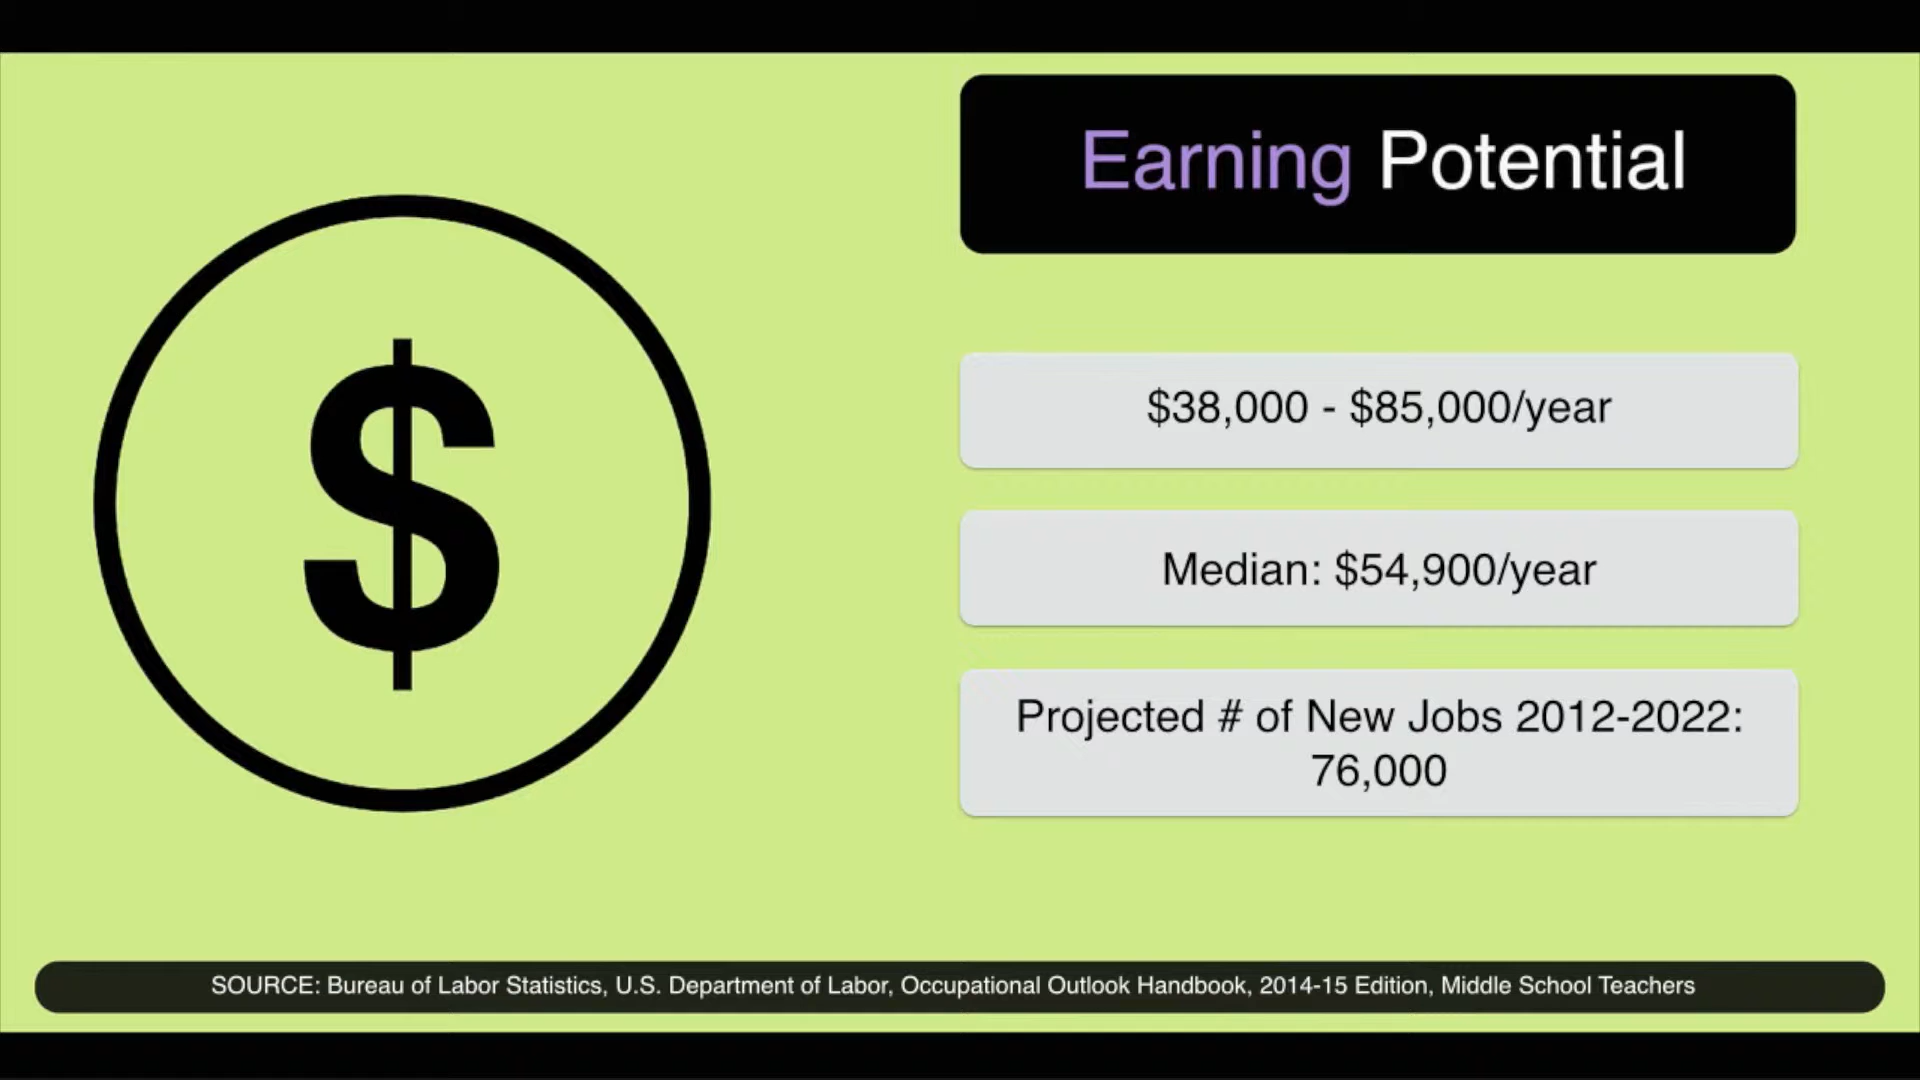 Earning Potential
$
$38,000 - $85,000/year
Median: $54,900/year
Projected # of New Jobs 2012-2022:
76,000
SOURCE: Bureau of Labor Statistics, U.S. Department of Labor, Occupational Outlook Handbook, 2014-15 Edition, Middle School Teachers